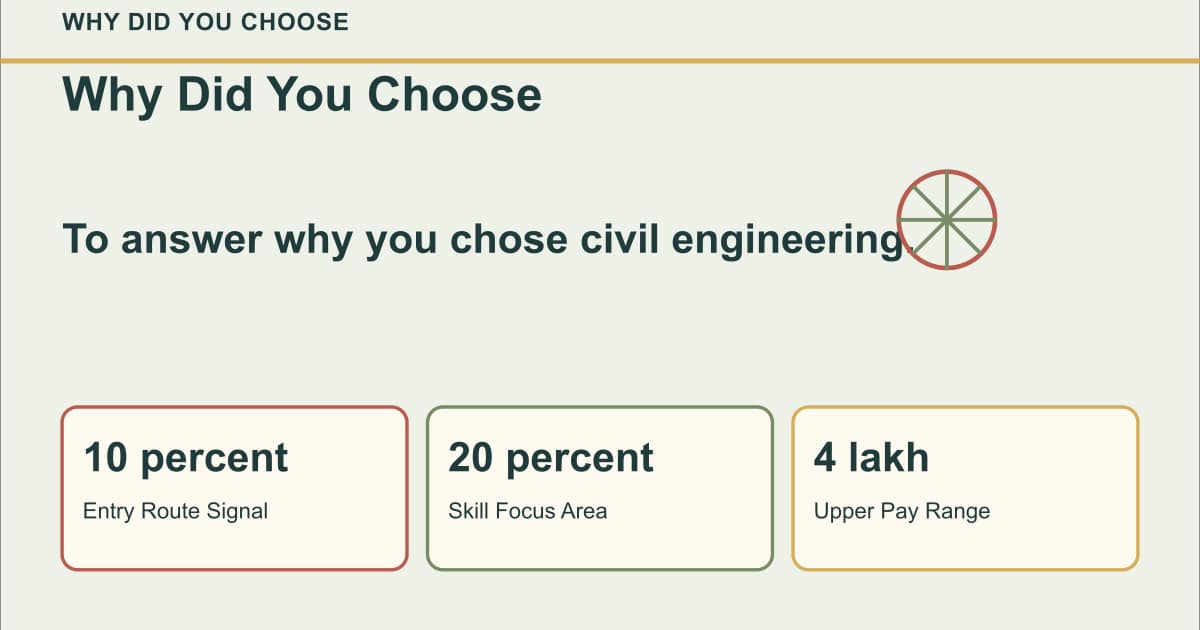 WHY DID YOU CHOOSE
Why Did You Choose
To answer why you chose civil engineering,
10 percent
Entry Route Signal
20 percent
Skill Focus Area
4 lakh
Upper Pay Range